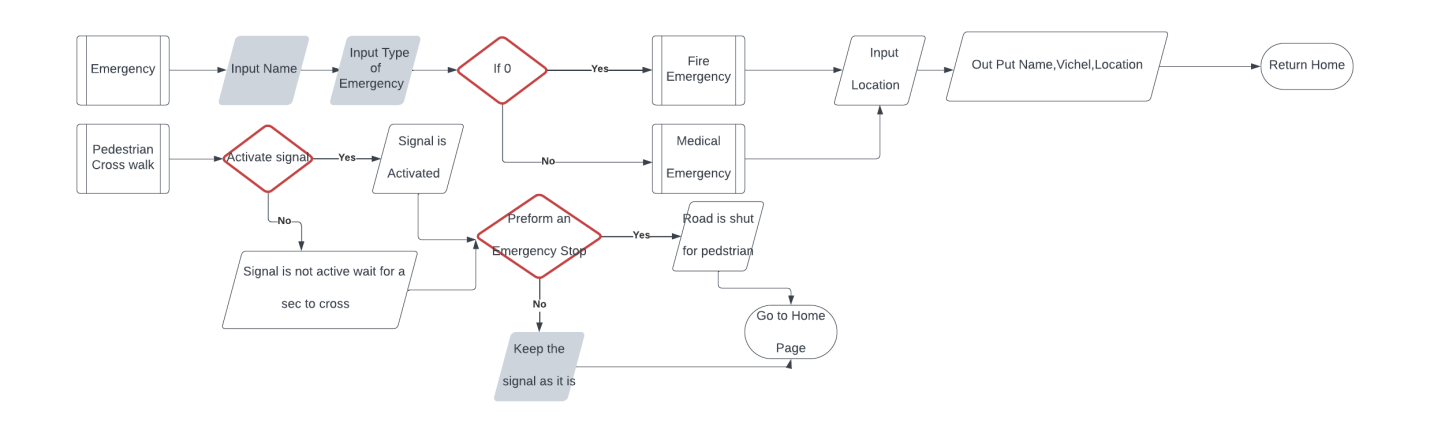 Emergency
Input Name
Input Type
of
Emergency
If 0
Yes
Fire
Emergency
Input
Location
Out Put Name,Vichel,Location
Return Home
No
Medical
Emergency
Pedestrian
Cross walk
Activate signal
Yes
Signal is
Activated
No
Signal is not active wait for a
sec to cross
Preform an
Emergency Stop
Yes
Road is shut
for pedstrian
No
Keep the
signal as it is
Go to Home
Page